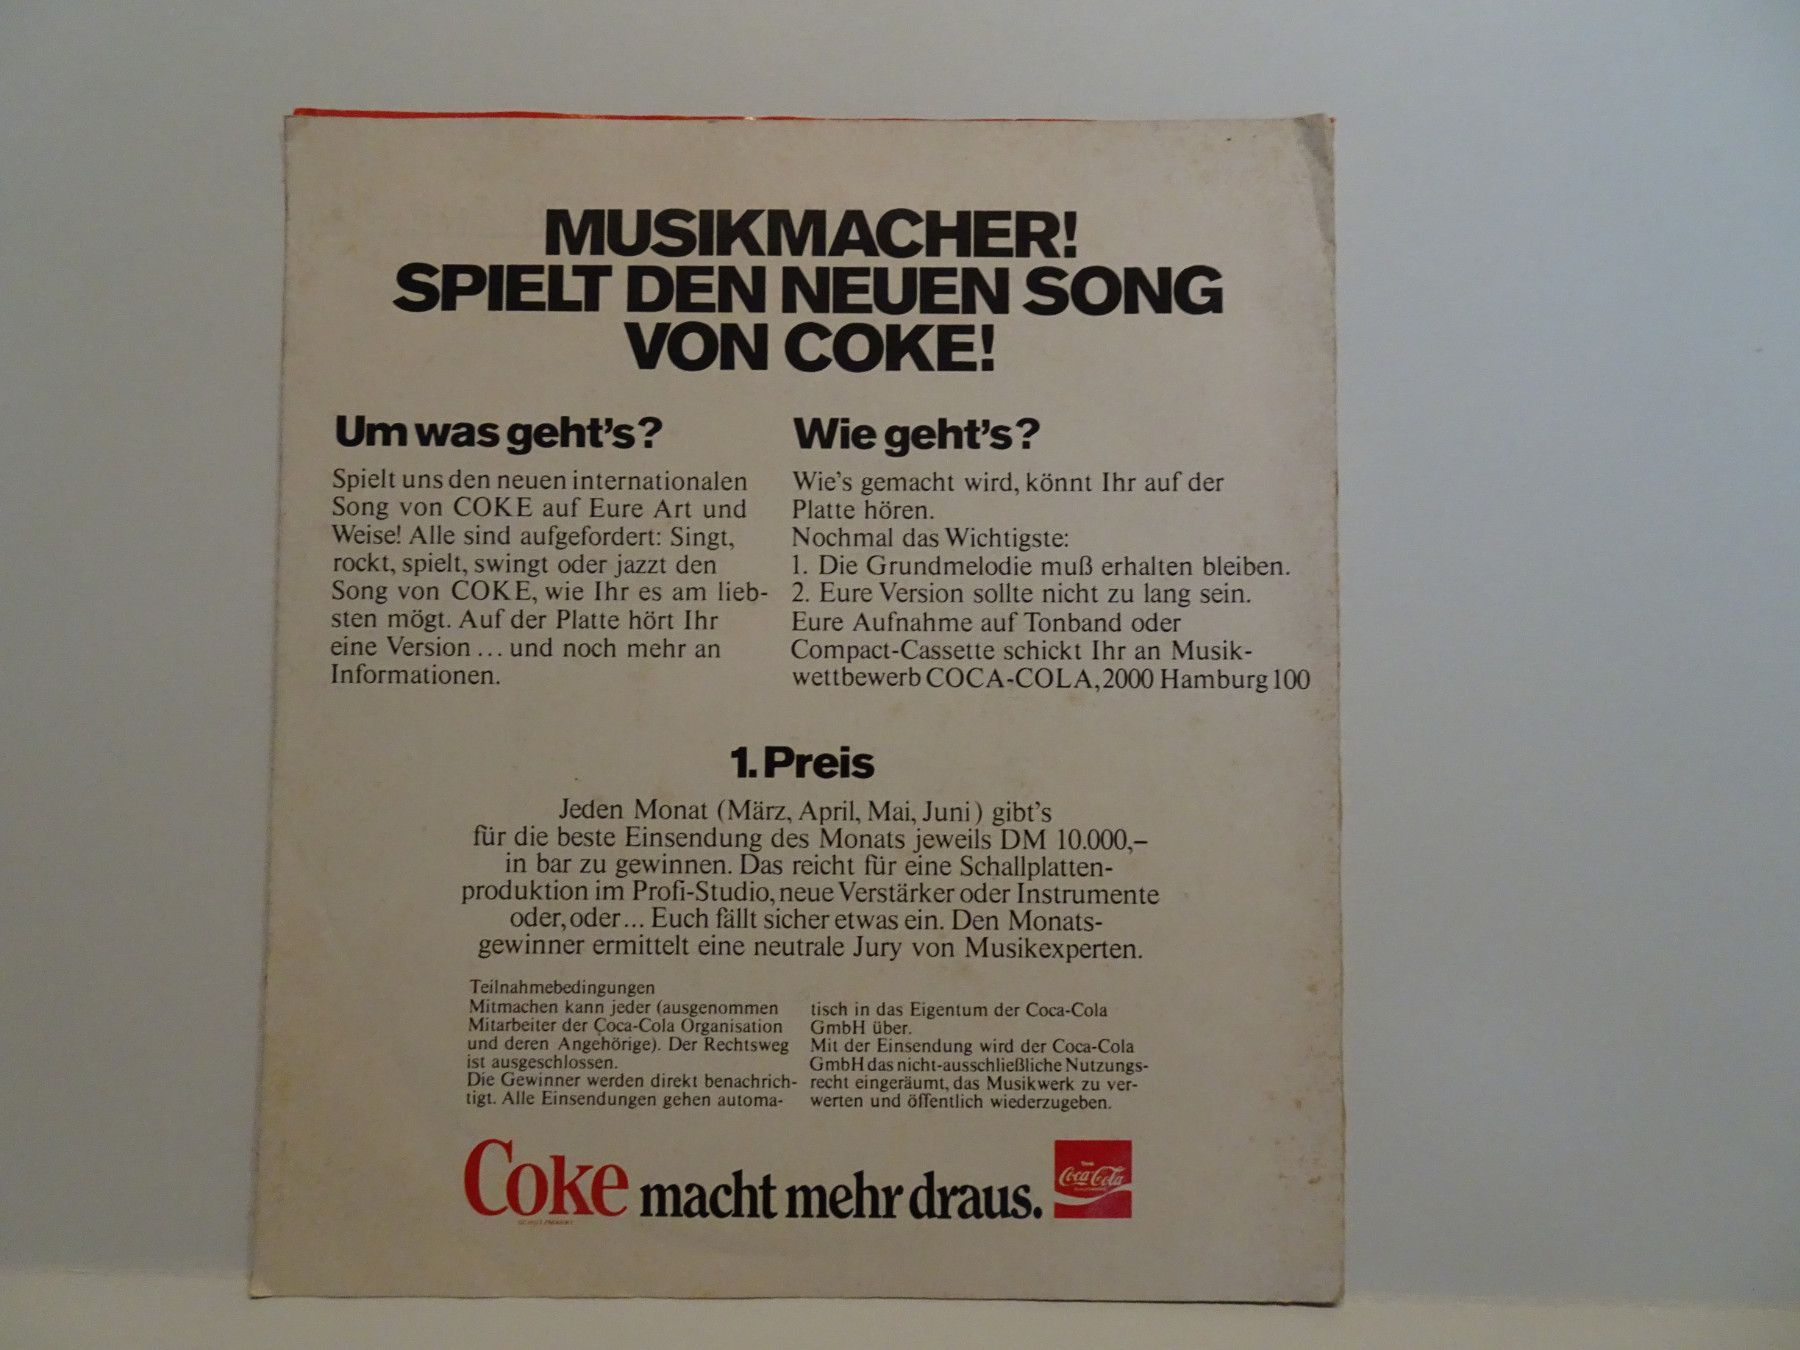 MUSIKMACHER!
SPIELT DEN NEUEN SONG
VON COKE!
Um was geht's?
Spielt uns den neuen internationalen
Song von COKE auf Eure Art und
Weise! Alle sind aufgefordert: Singt,
rockt, spielt, swingt oder jazzt den
Song von COKE, wie Ihr es am lieb-
sten mögt. Auf der Platte hört Ihr
eine Version ... und noch mehr an
Informationen.
Wie geht's?
Wie's gemacht wird, könnt Ihr auf der
Platte hören.
Nochmal das Wichtigste:
1. Die Grundmelodie muß erhalten bleiben.
2. Eure Version sollte nicht zu lang sein.
Eure Aufnahme auf Tonband oder
Compact-Cassette schickt Ihr an Musik-
wettbewerb COCA-COLA, 2000 Hamburg 100
1. Preis
Jeden Monat (März, April, Mai, Juni) gibt's
für die beste Einsendung des Monats jeweils DM 10.000,–
in bar zu gewinnen. Das reicht für eine Schallplatten-
produktion im Profi-Studio, neue Verstärker oder Instrumente
oder, oder... Euch fällt sicher etwas ein. Den Monats-
gewinner ermittelt eine neutrale Jury von Musikexperten.
Teilnahmebedingungen
Mitmachen kann jeder (ausgenommen
Mitarbeiter der Coca-Cola Organisation
und deren Angehörige). Der Rechtsweg
ist ausgeschlossen.
Die Gewinner werden direkt benachrich-
tigt. Alle Einsendungen gehen automa-
tisch in das Eigentum der Coca-Cola
GmbH über.
Mit der Einsendung wird der Coca-Cola
GmbH das nicht-ausschließliche Nutzungs-
recht eingeräumt, das Musikwerk zu ver-
werten und öffentlich wiederzugeben.
Coke macht mehr draus.
Trink
Coca-Cola